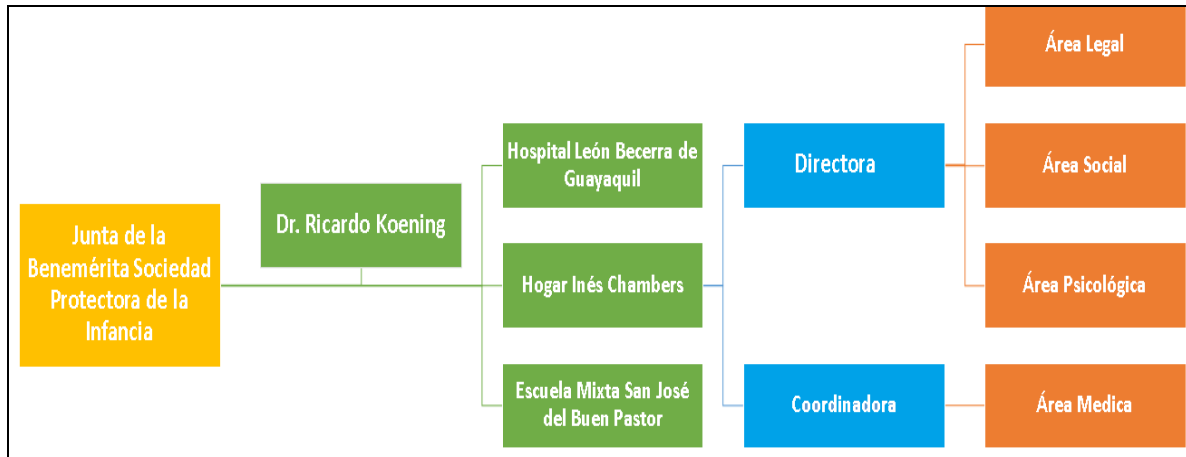 Junta de la
Benemérita Sociedad
Protectora de la
Infancia
Dr. Ricardo Koening
Hospital León Becerra de
Guayaquil
Hogar Inés Chambers
Escuela Mixta San José
del Buen Pastor
Directora
Coordinadora
Área Legal
Área Social
Área Psicológica
Área Medica